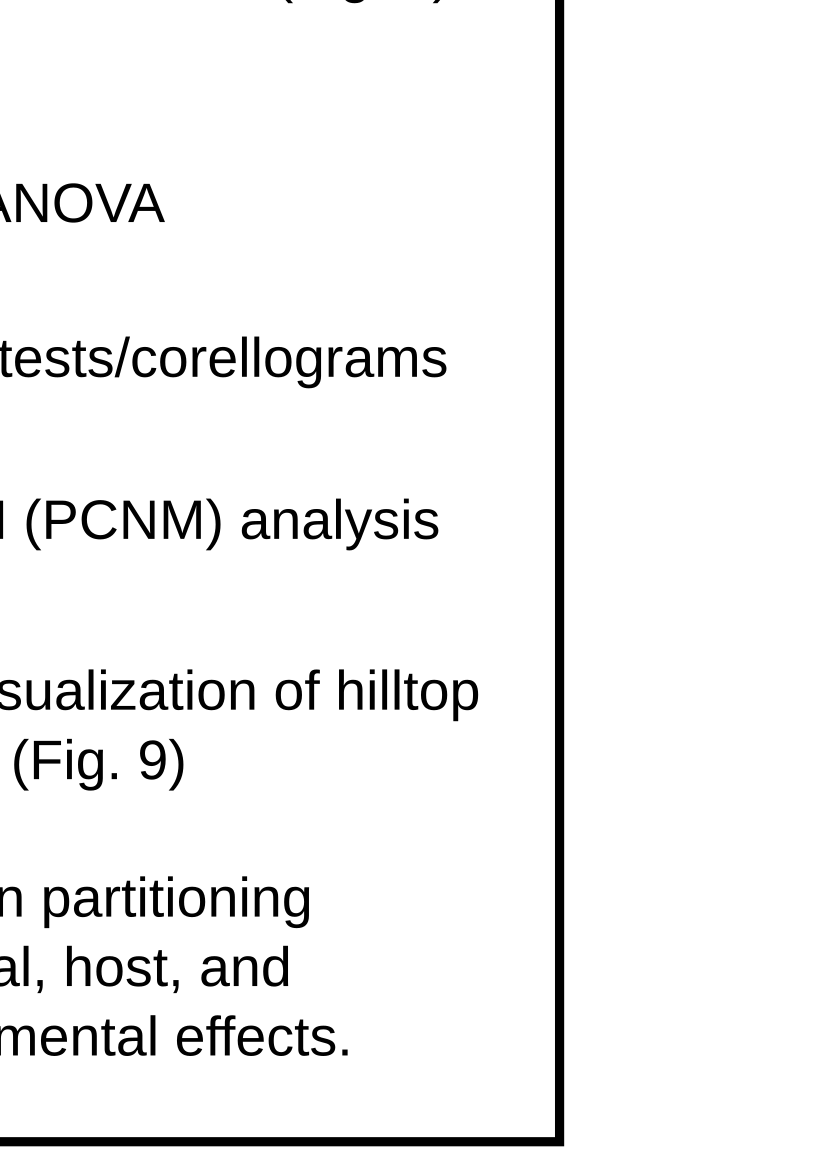 ANOVA
tests/corellograms
(PCNM) analysis
sualization of hilltop
(Fig. 9)
n partitioning
al, host, and
mental effects.